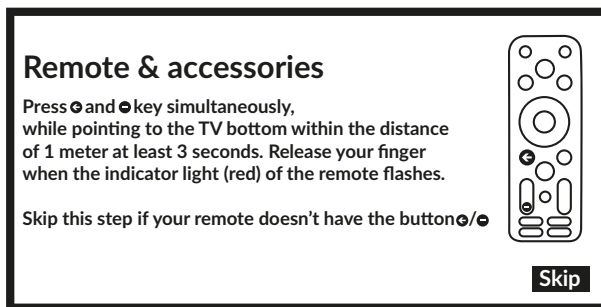 Remote & accessories
Press and key simultaneously,
while pointing to the TV bottom within the distance
of 1 meter at least 3 seconds. Release your finger
when the indicator light (red) of the remote flashes.
Skip this step if your remote doesn't have the button /
Skip